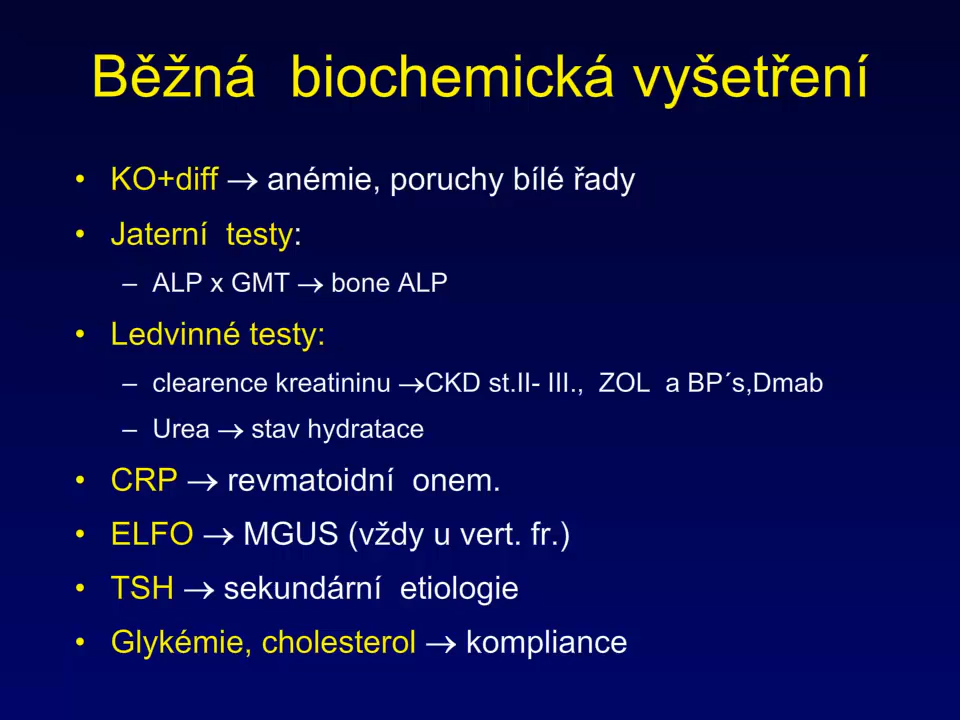 Běžná biochemická vyšetření
• KO+diff → anémie, poruchy bílé řady
• Jaterní testy:
– ALP x GMT → bone ALP
• Ledvinné testy:
– clearence kreatininu →CKD st.II- III., ZOL a BP´s,Dmab
– Urea → stav hydratace
• CRP → revmatoidní onem.
• ELFO → MGUS (vždy u vert. fr.)
• TSH → sekundární etiologie
• Glykémie, cholesterol → kompliance